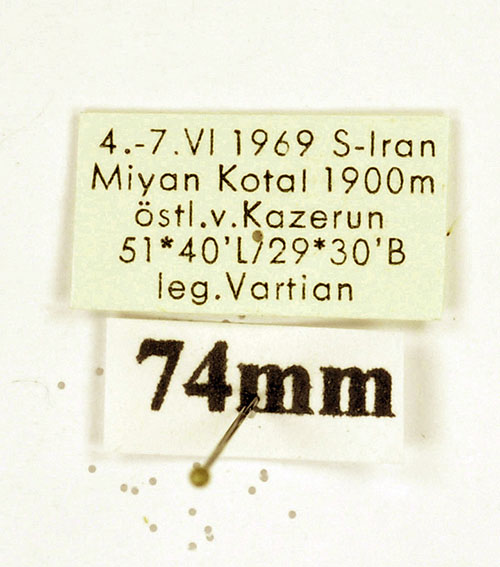 4.-7.VI 1969 S-Iran
Miyan Kotal 1900m
östl.v.Kazerun
51*40'L/29*30'B
leg.Vartian
74mm